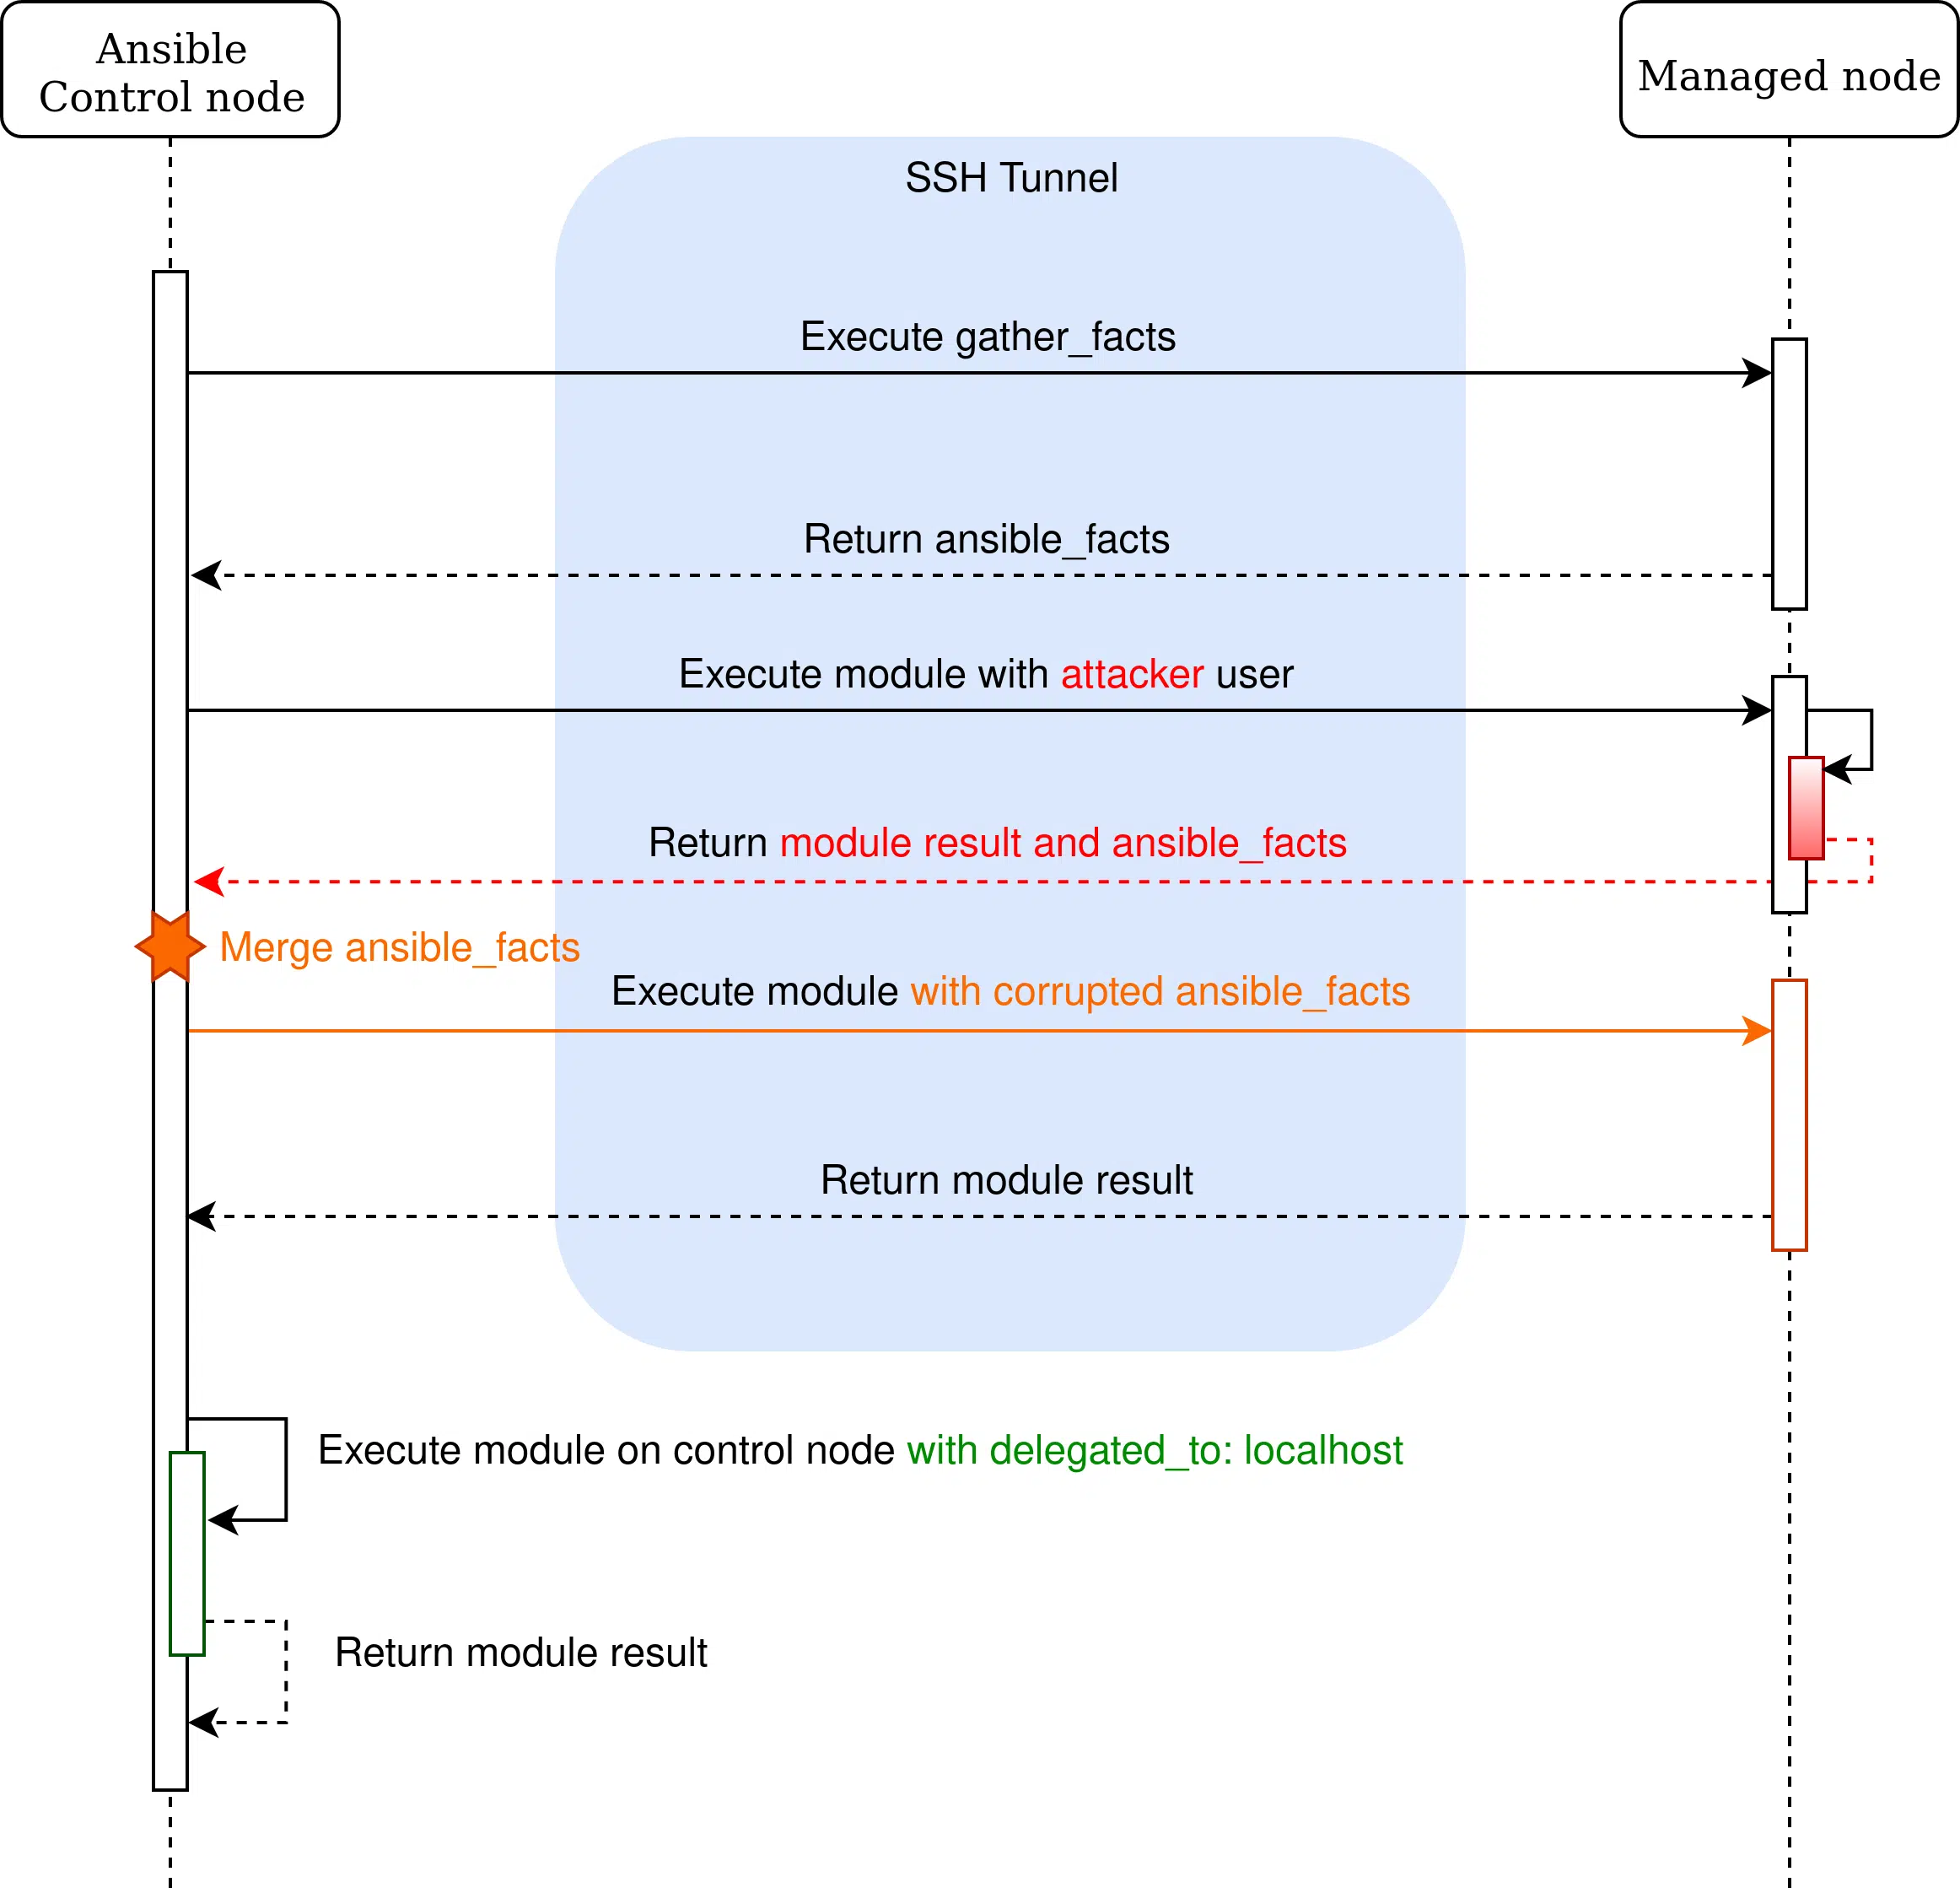 Ansible
Control node
Managed node
SSH Tunnel
Execute gather_facts
Return ansible_facts
Execute module with attacker user
Return module result and ansible_facts
Merge ansible_facts
Execute module with corrupted ansible_facts
Return module result
Execute module on control node with delegated_to: localhost
Return module result